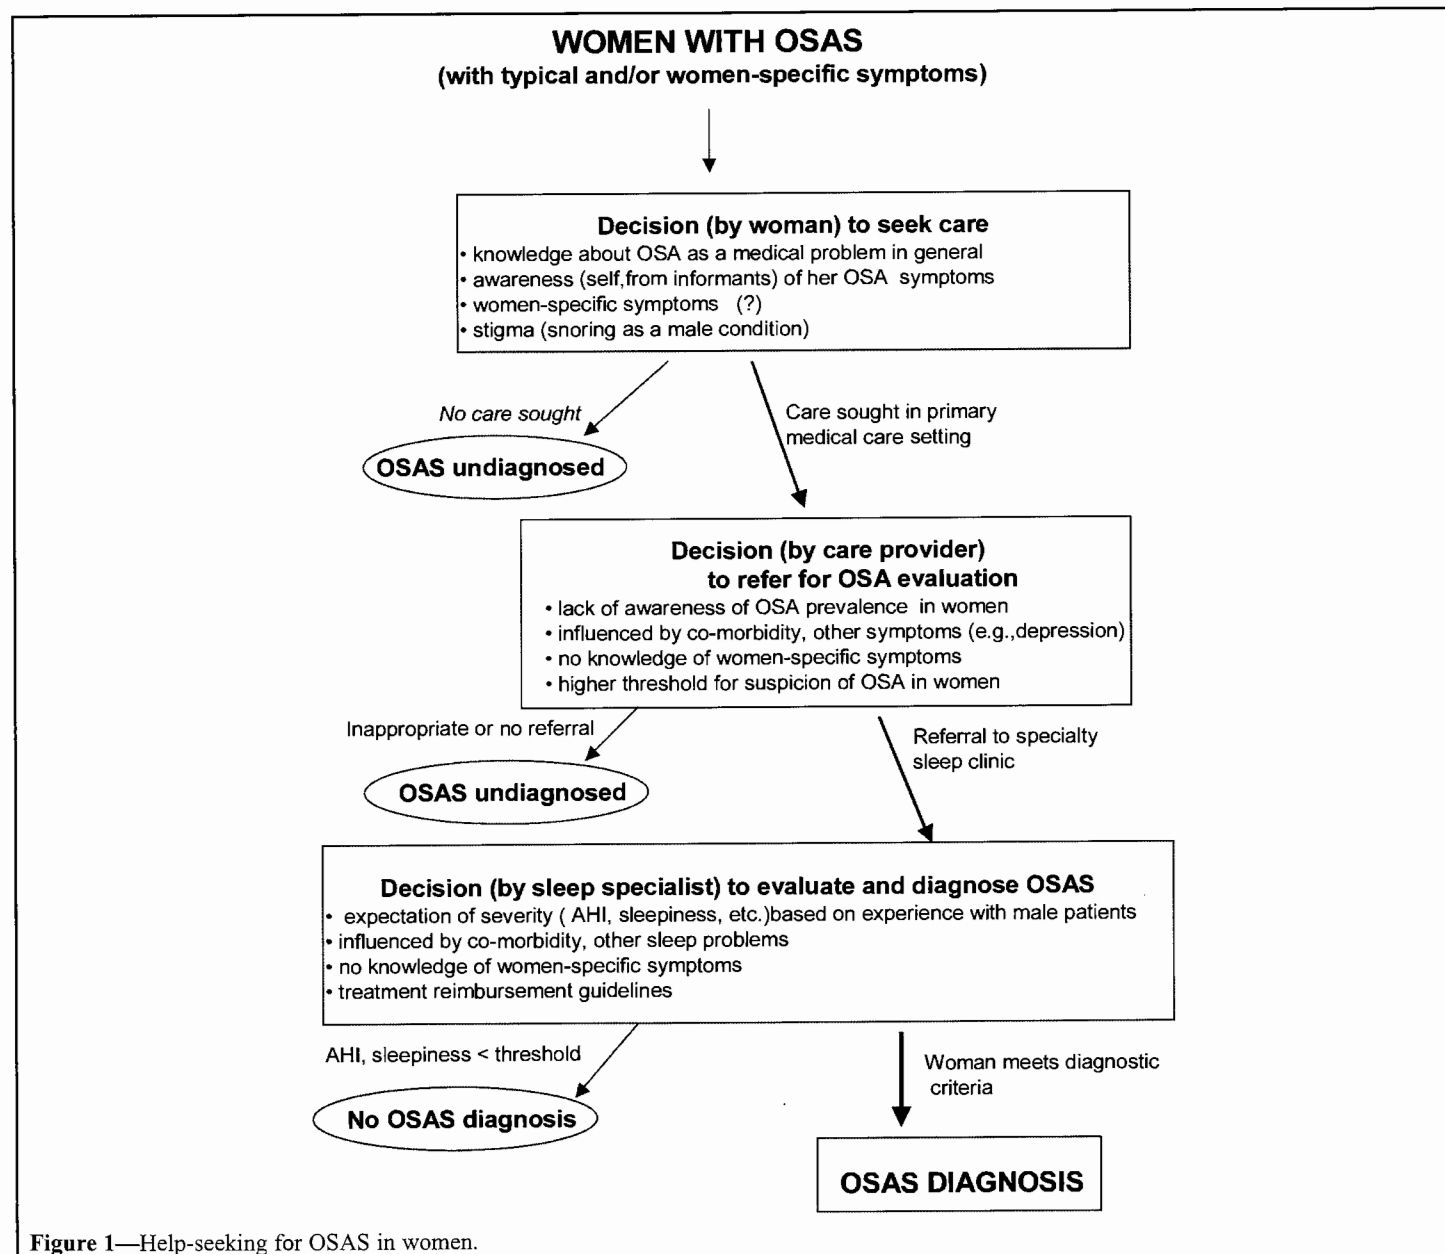 WOMEN WITH OSAS
(with typical and/or women-specific symptoms)
Decision (by woman) to seek care
• knowledge about OSA as a medical problem in general
• awareness (self,from informants) of her OSA symptoms
• women-specific symptoms (?)
• stigma (snoring as a male condition)
No care sought
Care sought in primary
medical care setting
OSAS undiagnosed
Decision (by care provider)
to refer for OSA evaluation
• lack of awareness of OSA prevalence in women
• influenced by co-morbidity, other symptoms (e.g.,depression)
• no knowledge of women-specific symptoms
• higher threshold for suspicion of OSA in women
Inappropriate or no referral
Referral to specialty
sleep clinic
OSAS undiagnosed
Decision (by sleep specialist) to evaluate and diagnose OSAS
• expectation of severity ( AHI, sleepiness, etc.)based on experience with male patients
• influenced by co-morbidity, other sleep problems
• no knowledge of women-specific symptoms
• treatment reimbursement guidelines
AHI, sleepiness < threshold
Woman meets diagnostic
criteria
No OSAS diagnosis
OSAS DIAGNOSIS
Figure 1—Help-seeking for OSAS in women.